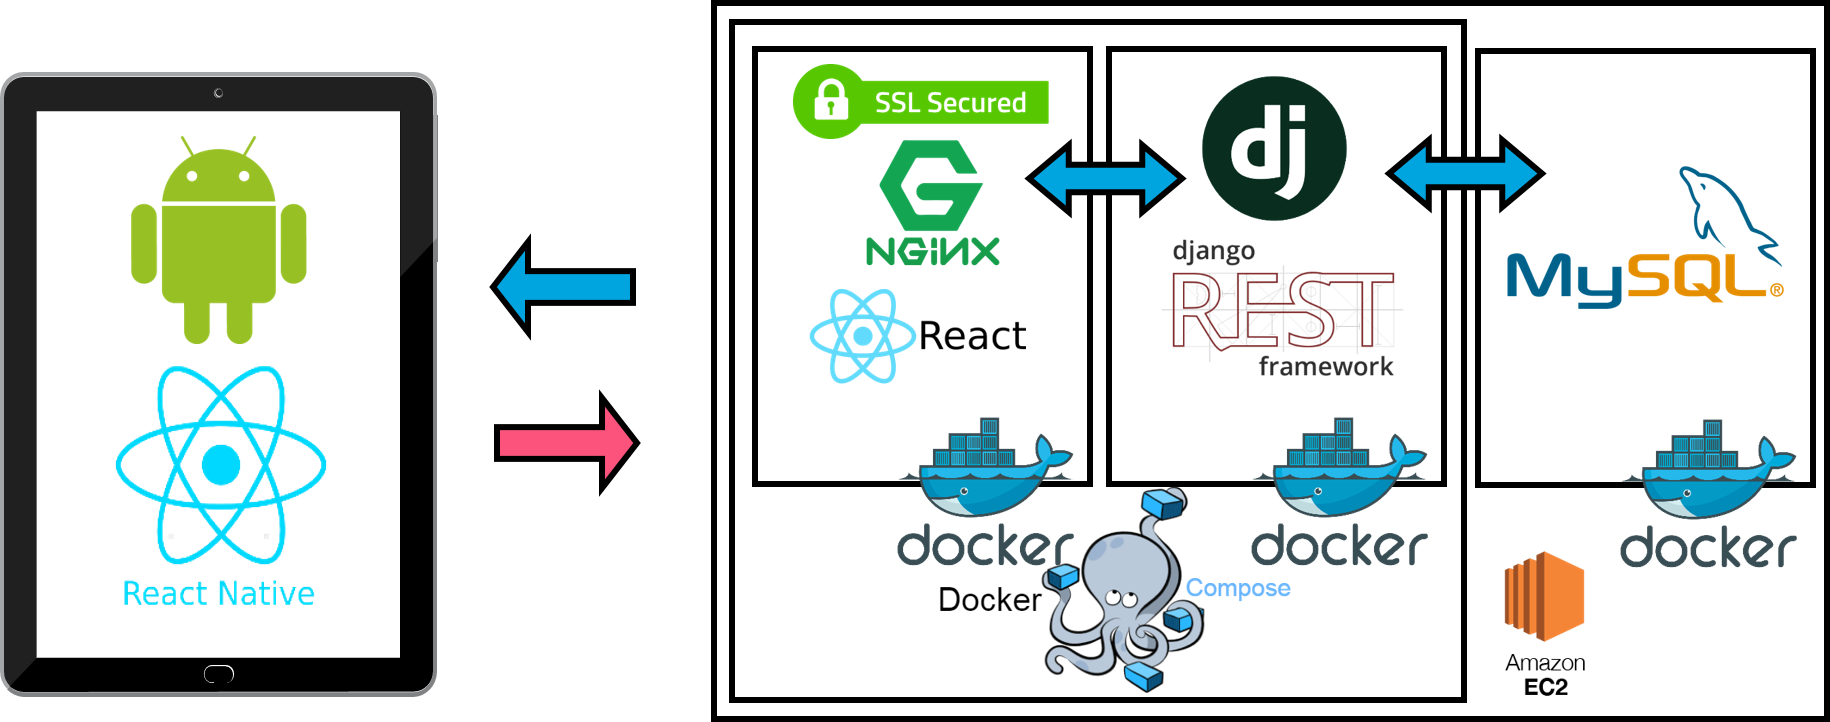 React Native
SSL Secured
NGiNX
React
dj
django
REST
framework
MySQL®
docker
docker
docker
Docker
Compose
Amazon
EC2